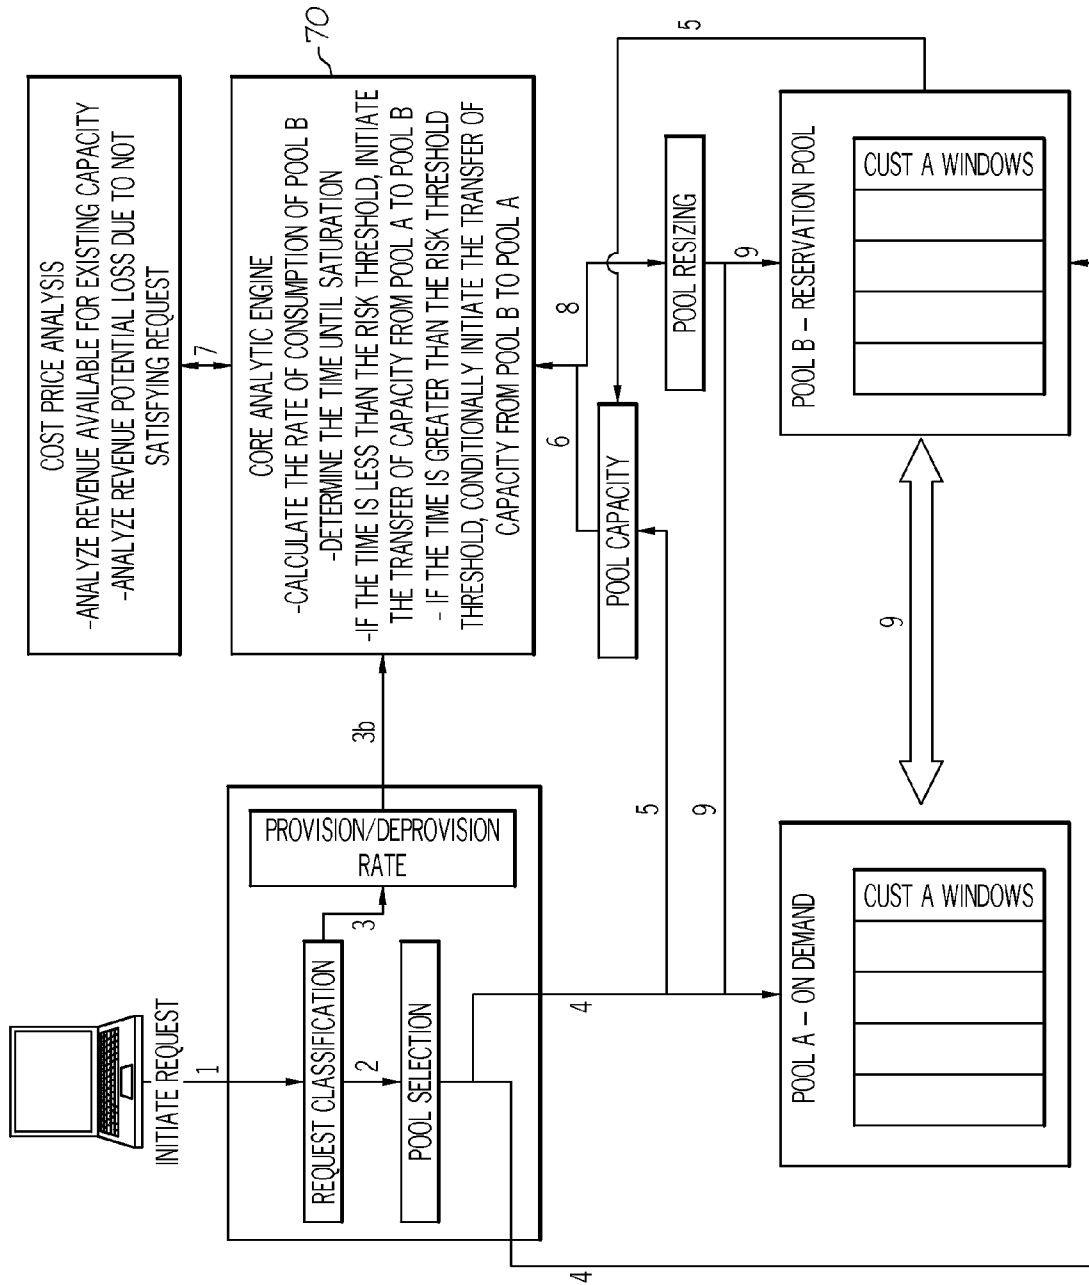 INITIATE REQUEST
1
REQUEST CLASSIFICATION
2
POOL SELECTION
3
PROVISION/DEPROVISION
RATE
3b
COST PRICE ANALYSIS
-ANALYZE REVENUE AVAILABLE FOR EXISTING CAPACITY
-ANALYZE REVENUE POTENTIAL LOSS DUE TO NOT
SATISFYING REQUEST
7
70
CORE ANALYTIC ENGINE
-CALCULATE THE RATE OF CONSUMPTION OF POOL B
-DETERMINE THE TIME UNTIL SATURATION
-IF THE TIME IS LESS THAN THE RISK THRESHOLD, INITIATE
THE TRANSFER OF CAPACITY FROM POOL A TO POOL B
- IF THE TIME IS GREATER THAN THE RISK THRESHOLD
THRESHOLD, CONDITIONALLY INITIATE THE TRANSFER OF
CAPACITY FROM POOL B TO POOL A
6
8
POOL CAPACITY
POOL RESIZING
5
4
4
5
9
9
POOL A – ON DEMAND
CUST A WINDOWS
9
POOL B – RESERVATION POOL
CUST A WINDOWS